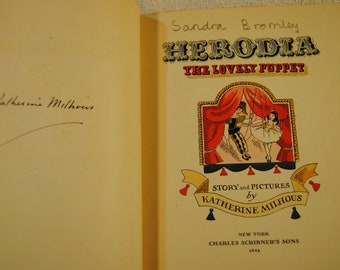 Katherine Milhous
Sandra Bromley
HERODIA
THE LOVELY PUPPET
STORY and PICTURES
by
KATHERINE MILHOUS
NEW YORK
CHARLES SCRIBNER'S SONS
1942